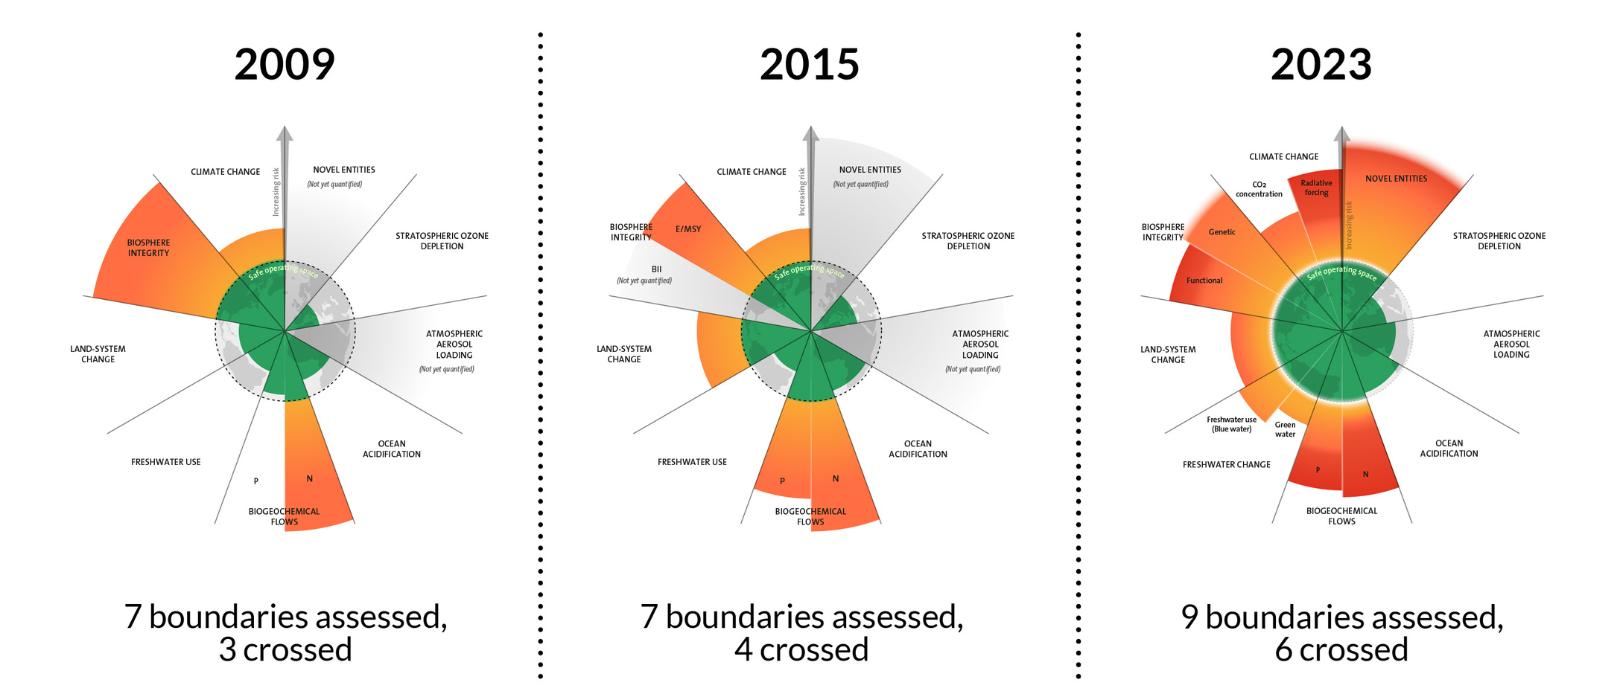 2009
CLIMATE CHANGE
NOVEL ENTITIES
(Not yet quantified)
Increasing risk
STRATOSPHERIC OZONE
DEPLETION
BIOSPHERE
INTEGRITY
Safe operating space
ATMOSPHERIC
AEROSOL
LOADING
(Not yet quantified)
LAND-SYSTEM
CHANGE
OCEAN
ACIDIFICATION
FRESHWATER USE
P
N
BIOGEOCHEMICAL
FLOWS
7 boundaries assessed,
3 crossed
2015
CLIMATE CHANGE
NOVEL ENTITIES
(Not yet quantified)
Increasing risk
STRATOSPHERIC OZONE
DEPLETION
BIOSPHERE
INTEGRITY
E/MSY
BII
(Not yet quantified)
Safe operating space
ATMOSPHERIC
AEROSOL
LOADING
(Not yet quantified)
LAND-SYSTEM
CHANGE
OCEAN
ACIDIFICATION
FRESHWATER USE
P
N
BIOGEOCHEMICAL
FLOWS
7 boundaries assessed,
4 crossed
2023
CLIMATE CHANGE
CO2
concentration
Radiative
forcing
NOVEL ENTITIES
Increasing risk
STRATOSPHERIC OZONE
DEPLETION
BIOSPHERE
INTEGRITY
Genetic
Functional
Safe operating space
ATMOSPHERIC
AEROSOL
LOADING
LAND-SYSTEM
CHANGE
Freshwater use
(Blue water)
Green
water
OCEAN
ACIDIFICATION
FRESHWATER CHANGE
P
N
BIOGEOCHEMICAL
FLOWS
9 boundaries assessed,
6 crossed